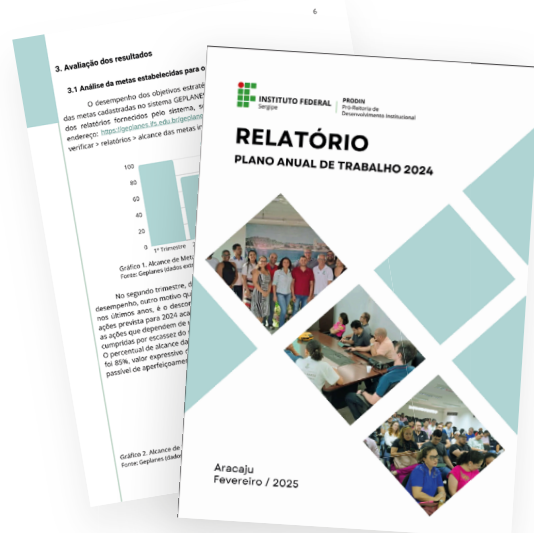 6
3. Avaliação dos resultados
3.1 Análise da metas estabelecidas para o
O desempenho dos objetivos estraté
das metas cadastradas no sistema GEPLANES
dos relatórios fornecidos pelo sistema,
endereço: https://geplanes.ifs.edu.br/geplane
verificar > relatórios > alcance das metas
100
80
60
40
20
0
1º Trimestre
Gráfico 1. Alcance de Meta
Fonte: Geplanes (dados extr
No segundo trimestre, d
desempenho, outro motivo qu
nos últimos anos, é o descon
ações prevista para 2024 aca
as ações que dependem de
cumpridas por escassez do
O percentual de alcance da
foi 85%, valor expressivo
passível de aperfeiçoame
Gráfico 2. Alcance de
Fonte: Geplanes (dados
INSTITUTO FEDERAL
Sergipe
PRODIN
Pró-Reitoria de
Desenvolvimento Institucional
RELATÓRIO
PLANO ANUAL DE TRABALHO 2024
Aracaju
Fevereiro / 2025